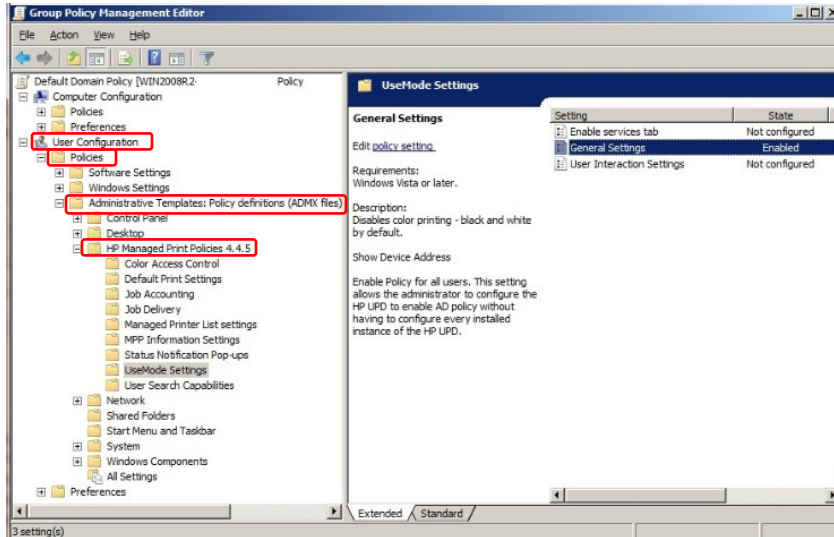 Group Policy Management Editor
File Action View Help
Default Domain Policy [WIN2008R2- Policy
Computer Configuration
Policies
Preferences
User Configuration
Policies
Software Settings
Windows Settings
Administrative Templates: Policy definitions (ADMX files)
Control Panel
Desktop
HP Managed Print Policies 4.4.5
Color Access Control
Default Print Settings
Job Accounting
Job Delivery
Managed Printer List settings
MPP Information Settings
Status Notification Pop-ups
UseMode Settings
User Search Capabilities
Network
Shared Folders
Start Menu and Taskbar
System
Windows Components
All Settings
Preferences
UseMode Settings
General Settings
Edit policy setting
Requirements:
Windows Vista or later.
Description:
Disables color printing - black and white
by default.
Show Device Address
Enable Policy for all users. This setting
allows the administrator to configure the
HP UPD to enable AD policy without
having to configure every installed
instance of the HP UPD.
Setting State
Enable services tab Not configured
General Settings Enabled
User Interaction Settings Not configured
Extended Standard
3 setting(s)